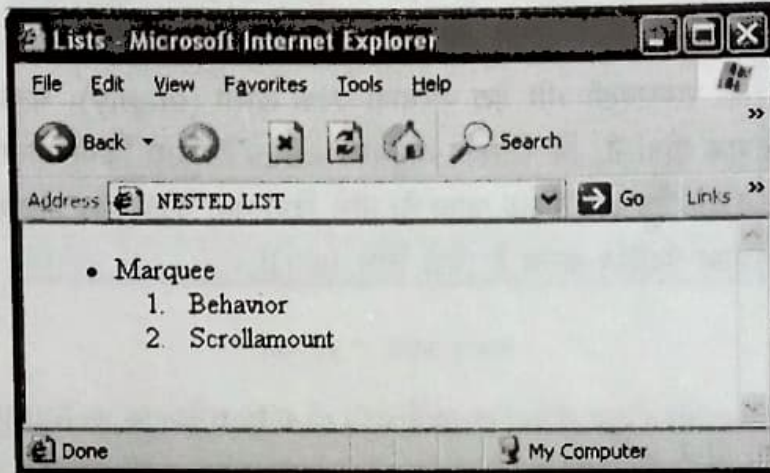 Lists - Microsoft Internet Explorer
File Edit View Favorites Tools Help
Back Search
Address NESTED LIST Go Links
• Marquee
1. Behavior
2. Scrollamount
Done My Computer